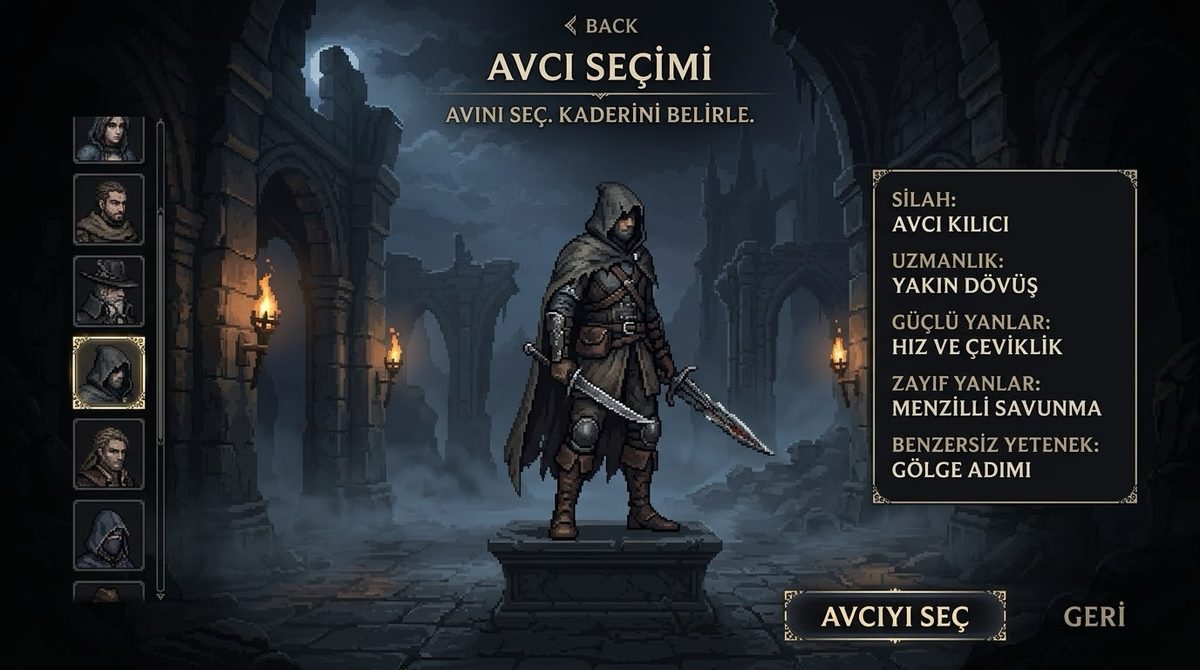 BACK
AVCI SEÇİMİ
AVINI SEÇ. KADERİNİ BELİRLE.
SİLAH:
AVCI KILICI
UZMANLIK:
YAKIN DÖVÜŞ
GÜÇLÜ YANLAR:
HIZ VE ÇEVİKLİK
ZAYIF YANLAR:
MENZİLLİ SAVUNMA
BENZERSİZ YETENEK:
GÖLGE ADIMI
AVCIYI SEÇ
GERİ